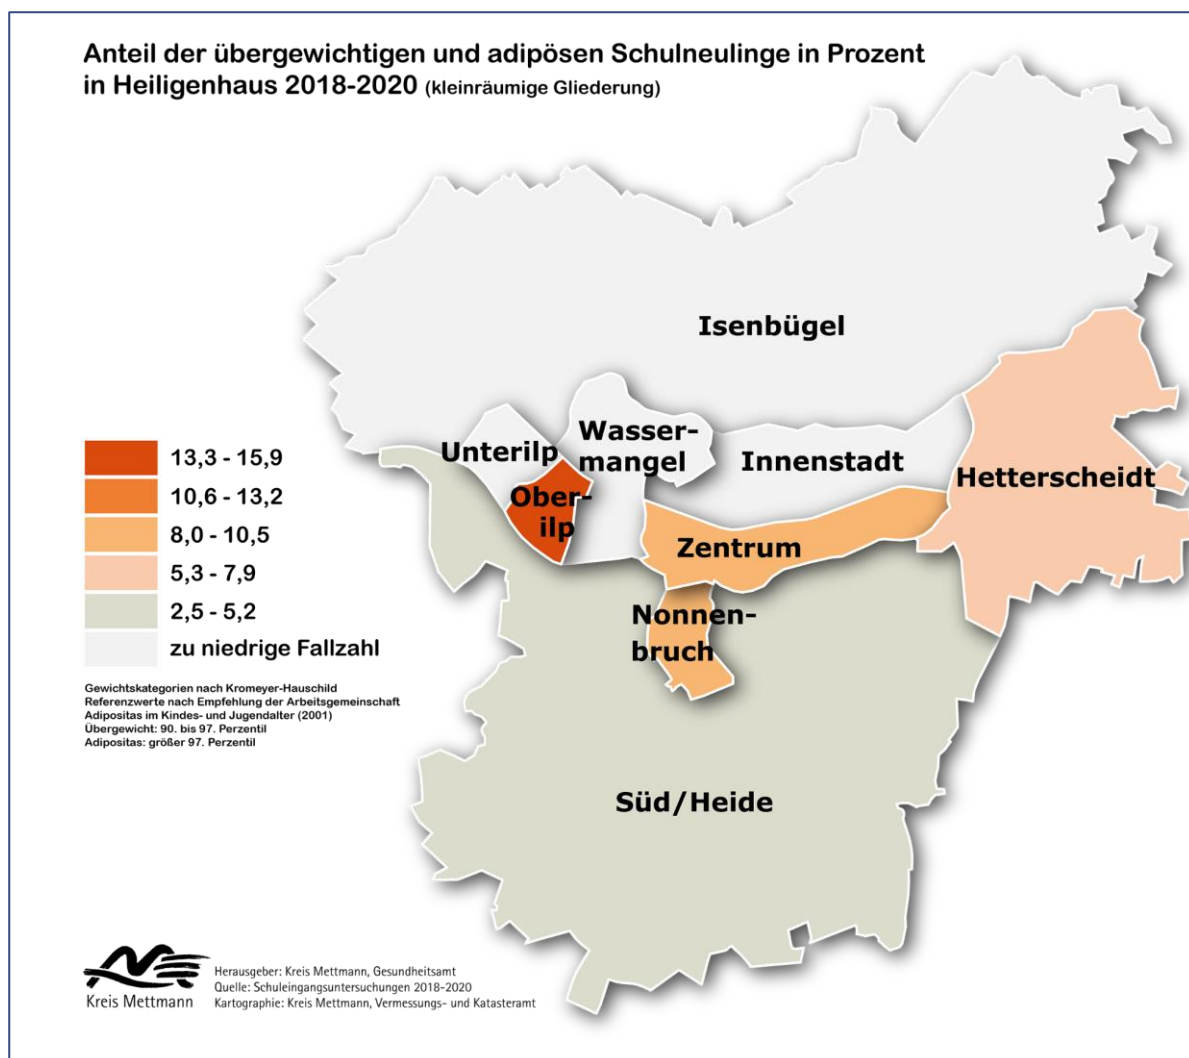 Anteil der übergewichtigen und adipösen Schulneulinge in Prozent
in Heiligenhaus 2018-2020 (kleinräumige Gliederung)
Isenbügel
Wasser-
mangel
Unterilp
Innenstadt
Hetterscheidt
Ober-
ilp
Zentrum
Nonnen-
bruch
Süd/Heide
13,3 - 15,9
10,6 - 13,2
8,0 - 10,5
5,3 - 7,9
2,5 - 5,2
zu niedrige Fallzahl
Gewichtskategorien nach Kromeyer-Hauschild
Referenzwerte nach Empfehlung der Arbeitsgemeinschaft
Adipositas im Kindes- und Jugendalter (2001)
Übergewicht: 90. bis 97. Perzentil
Adipositas: größer 97. Perzentil
Kreis Mettmann
Herausgeber: Kreis Mettmann, Gesundheitsamt
Quelle: Schuleingangsuntersuchungen 2018-2020
Kartographie: Kreis Mettmann, Vermessungs- und Katasteramt